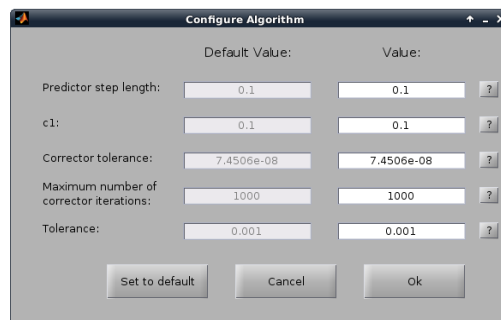 Configure Algorithm
Default Value: Value:
Predictor step length: 0.1 0.1 ?
c1: 0.1 0.1 ?
Corrector tolerance: 7.4506e-08 7.4506e-08 ?
Maximum number of
corrector iterations: 1000 1000 ?
Tolerance: 0.001 0.001 ?
Set to default Cancel Ok